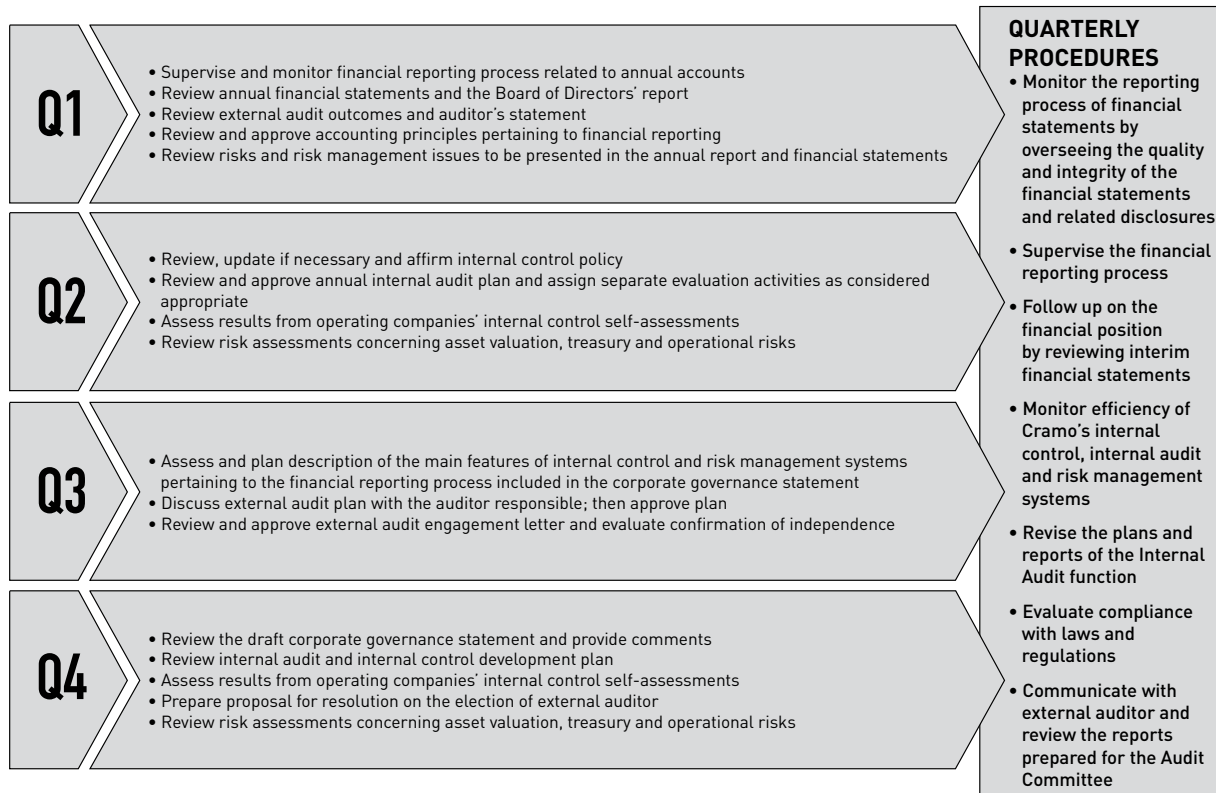 Q1
• Supervise and monitor financial reporting process related to annual accounts
• Review annual financial statements and the Board of Directors’ report
• Review external audit outcomes and auditor’s statement
• Review and approve accounting principles pertaining to financial reporting
• Review risks and risk management issues to be presented in the annual report and financial statements
Q2
• Review, update if necessary and affirm internal control policy
• Review and approve annual internal audit plan and assign separate evaluation activities as considered
appropriate
• Assess results from operating companies’ internal control self-assessments
• Review risk assessments concerning asset valuation, treasury and operational risks
Q3
• Assess and plan description of the main features of internal control and risk management systems
pertaining to the financial reporting process included in the corporate governance statement
• Discuss external audit plan with the auditor responsible; then approve plan
• Review and approve external audit engagement letter and evaluate confirmation of independence
Q4
• Review the draft corporate governance statement and provide comments
• Review internal audit and internal control development plan
• Assess results from operating companies’ internal control self-assessments
• Prepare proposal for resolution on the election of external auditor
• Review risk assessments concerning asset valuation, treasury and operational risks
QUARTERLY
PROCEDURES
• Monitor the reporting
process of financial
statements by
overseeing the quality
and integrity of the
financial statements
and related disclosures
• Supervise the financial
reporting process
• Follow up on the
financial position
by reviewing interim
financial statements
• Monitor efficiency of
Cramo’s internal
control, internal audit
and risk management
systems
• Revise the plans and
reports of the Internal
Audit function
• Evaluate compliance
with laws and
regulations
• Communicate with
external auditor and
review the reports
prepared for the Audit
Committee